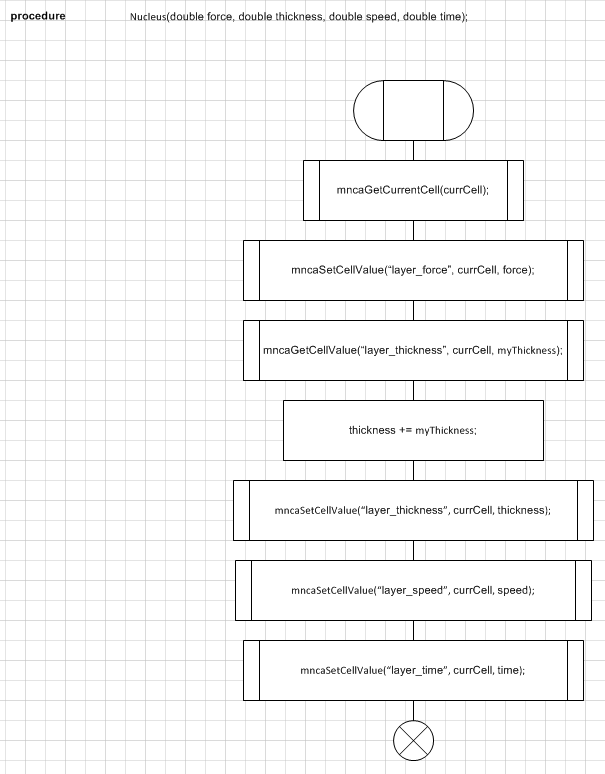 procedure Nucleus(double force, double thickness, double speed, double time);
mncaGetCurrentCell(currCell);
mncaSetCellValue(“layer_force”, currCell, force);
mncaGetCellValue(“layer_thickness”, currCell, myThickness);
thickness += myThickness;
mncaSetCellValue(“layer_thickness”, currCell, thickness);
mncaSetCellValue(“layer_speed”, currCell, speed);
mncaSetCellValue(“layer_time”, currCell, time);